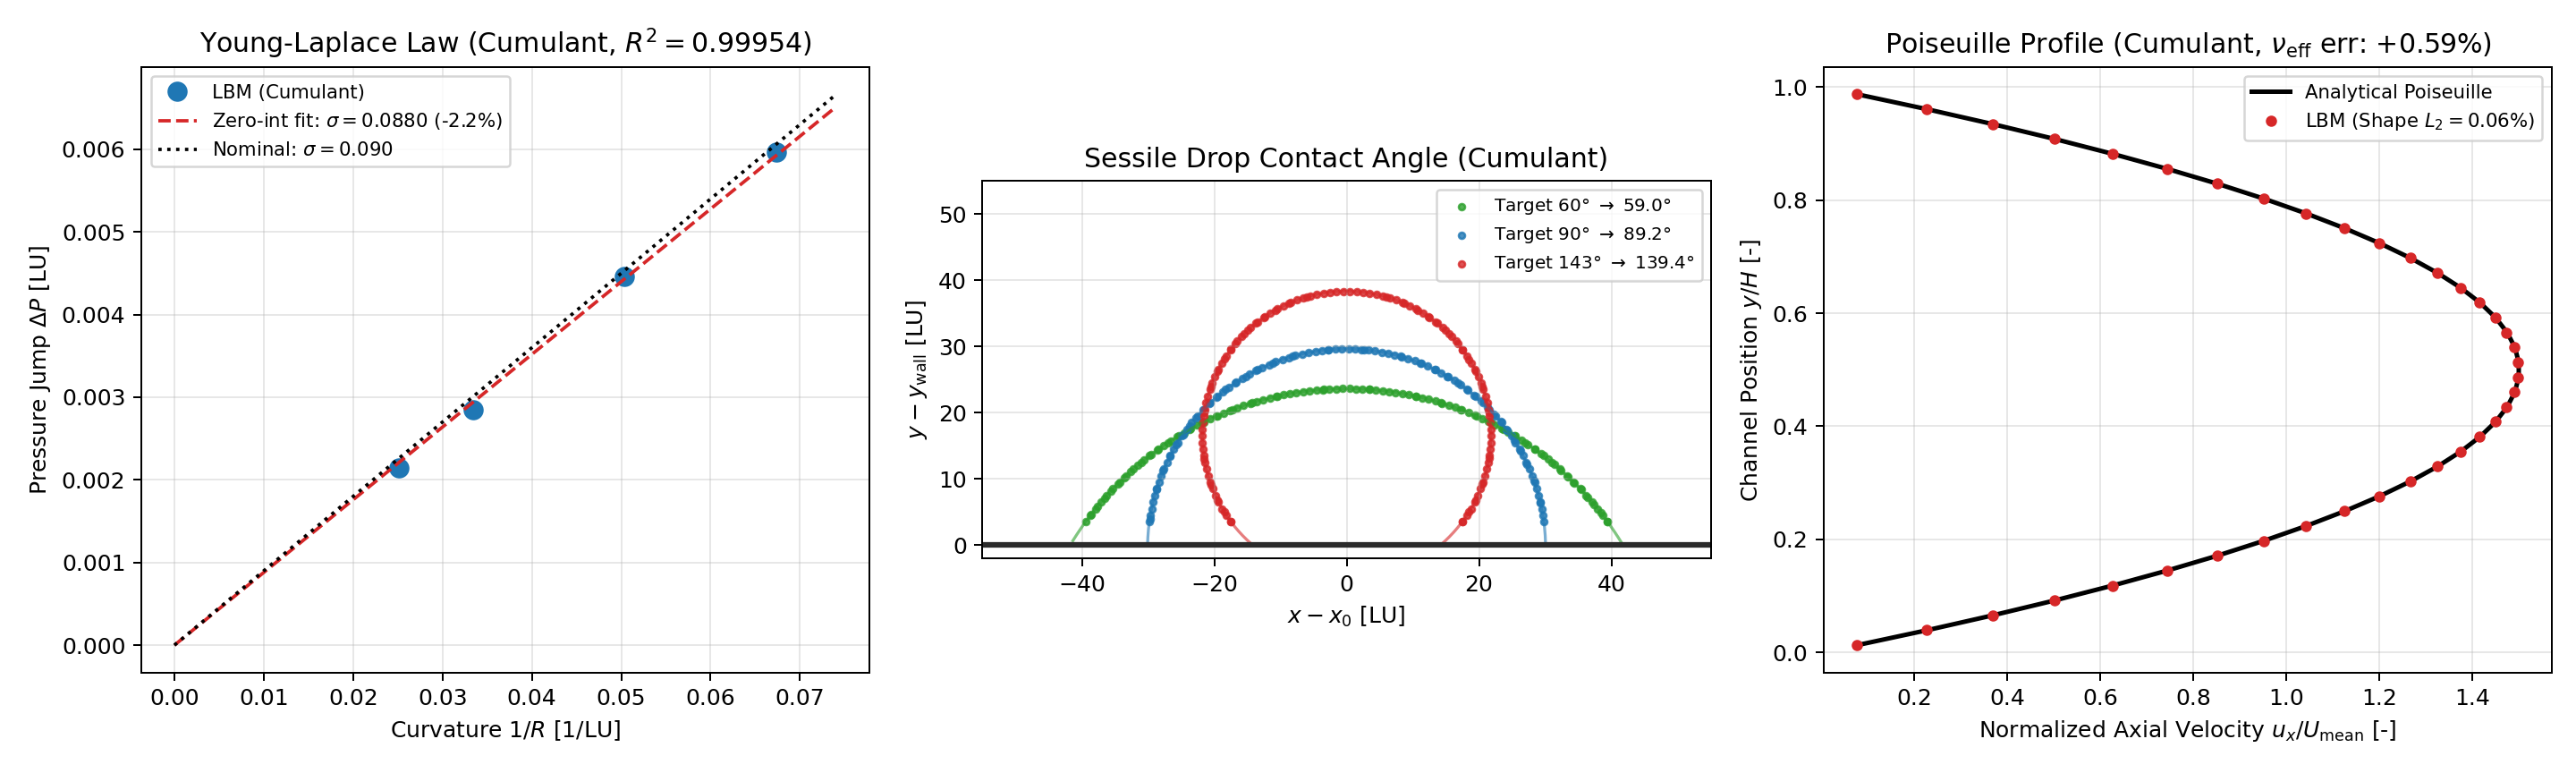 Young-Laplace Law (Cumulant, R² = 0.99954)
LBM (Cumulant)
Zero-int fit: σ = 0.0880 (-2.2%)
Nominal: σ = 0.090
Pressure Jump ΔP [LU]
0.006
0.005
0.004
0.003
0.002
0.001
0.000
0.00 0.01 0.02 0.03 0.04 0.05 0.06 0.07
Curvature 1/R [1/LU]
Sessile Drop Contact Angle (Cumulant)
Target 60° → 59.0°
Target 90° → 89.2°
Target 143° → 139.4°
y − y_wall [LU]
50
40
30
20
10
0
−40 −20 0 20 40
x − x₀ [LU]
Poiseuille Profile (Cumulant, ν_eff err: +0.59%)
Analytical Poiseuille
LBM (Shape L₂ = 0.06%)
Channel Position y/H [-]
1.0
0.8
0.6
0.4
0.2
0.0
0.2 0.4 0.6 0.8 1.0 1.2 1.4
Normalized Axial Velocity u_x/U_mean [-]